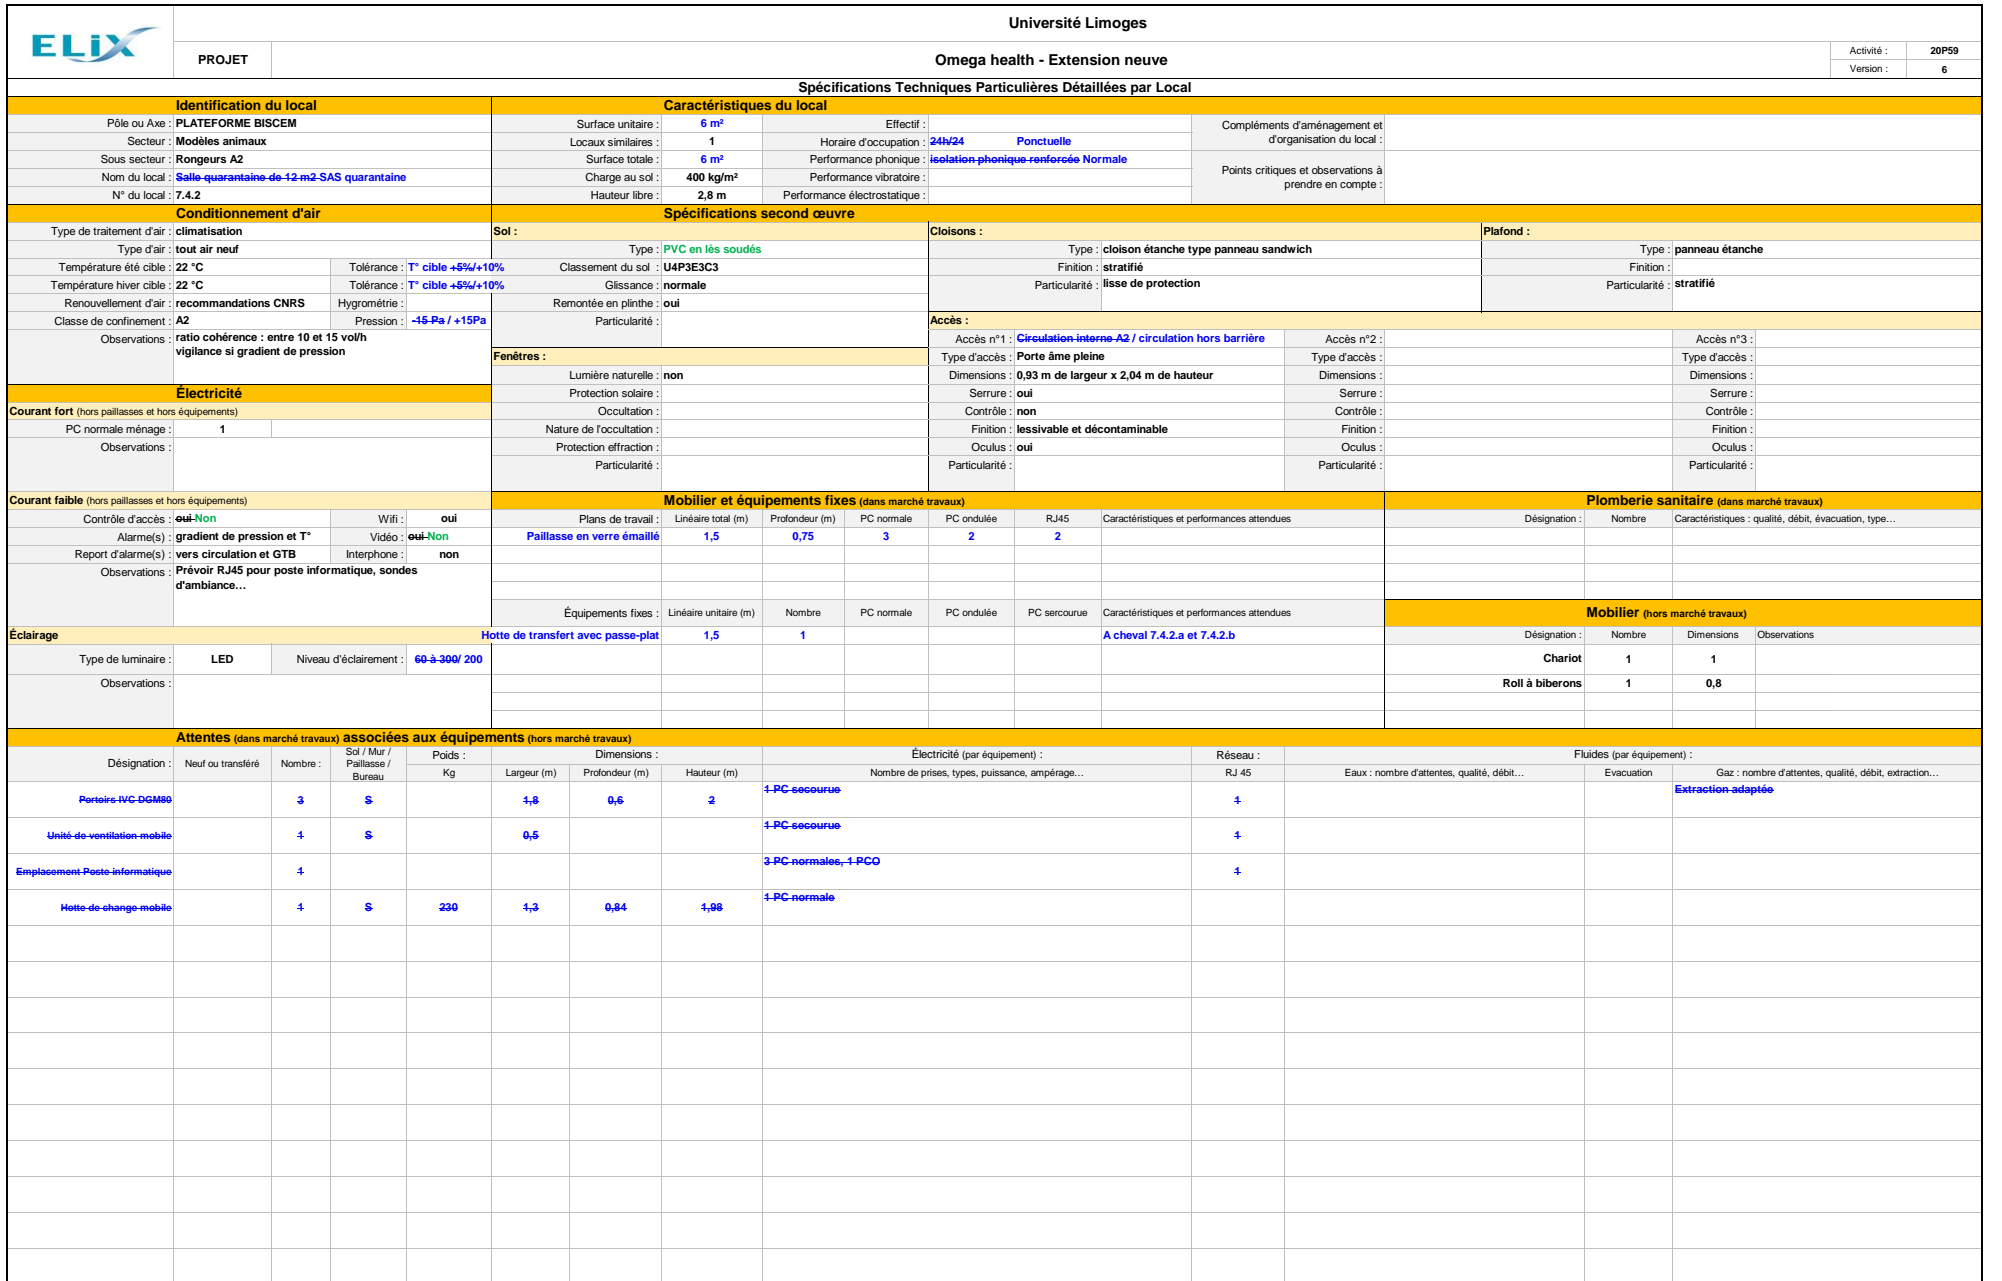 ELiX
Université Limoges
PROJET
Omega health - Extension neuve
Activité : 20P59
Version : 6
Spécifications Techniques Particulières Détaillées par Local
Identification du local
Pôle ou Axe : PLATEFORME BISCEM
Secteur : Modèles animaux
Sous secteur : Rongeurs A2
Nom du local : Salle quarantaine de 12 m2 SAS quarantaine
N° du local : 7.4.2
Caractéristiques du local
Surface unitaire : 6 m²
Locaux similaires : 1
Surface totale : 6 m²
Charge au sol : 400 kg/m²
Hauteur libre : 2,8 m
Effectif :
Horaire d'occupation : 24h/24 Ponctuelle
Performance phonique : isolation phonique renforcée Normale
Performance vibratoire :
Performance électrostatique :
Compléments d'aménagement et
d'organisation du local :
Points critiques et observations à
prendre en compte :
Conditionnement d'air
Type de traitement d'air : climatisation
Type d'air : tout air neuf
Température été cible : 22 °C Tolérance : T° cible +5%/+10%
Température hiver cible : 22 °C Tolérance : T° cible +5%/+10%
Renouvellement d'air : recommandations CNRS Hygrométrie :
Classe de confinement : A2 Pression : -15 Pa / +15Pa
Observations : ratio cohérence : entre 10 et 15 vol/h
vigilance si gradient de pression
Spécifications second œuvre
Sol :
Type : PVC en lès soudés
Classement du sol : U4P3E3C3
Glissance : normale
Remontée en plinthe : oui
Particularité :
Cloisons :
Type : cloison étanche type panneau sandwich
Finition : stratifié
Particularité : lisse de protection
Plafond :
Type : panneau étanche
Finition :
Particularité : stratifié
Fenêtres :
Lumière naturelle : non
Protection solaire :
Occultation :
Nature de l'occultation :
Protection effraction :
Particularité :
Accès :
Accès n°1 : Circulation interne A2 / circulation hors barrière
Type d'accès : Porte âme pleine
Dimensions : 0,93 m de largeur x 2,04 m de hauteur
Serrure : oui
Contrôle : non
Finition : lessivable et décontaminable
Oculus : oui
Particularité :
Accès n°2 :
Type d'accès :
Dimensions :
Serrure :
Contrôle :
Finition :
Oculus :
Particularité :
Accès n°3 :
Type d'accès :
Dimensions :
Serrure :
Contrôle :
Finition :
Oculus :
Particularité :
Électricité
Courant fort (hors paillasses et hors équipements)
PC normale ménage : 1
Observations :
Courant faible (hors paillasses et hors équipements)
Contrôle d'accès : oui Non Wifi : oui
Alarme(s) : gradient de pression et T° Vidéo : oui Non
Report d'alarme(s) : vers circulation et GTB Interphone : non
Observations : Prévoir RJ45 pour poste informatique, sondes
d'ambiance…
Éclairage
Type de luminaire : LED Niveau d'éclairement : 60 à 300/ 200
Observations :
Mobilier et équipements fixes (dans marché travaux)
Plans de travail : Linéaire total (m) Profondeur (m) PC normale PC ondulée RJ45 Caractéristiques et performances attendues
Paillasse en verre émaillé 1,5 0,75 3 2 2
Équipements fixes : Linéaire unitaire (m) Nombre PC normale PC ondulée PC sercourue Caractéristiques et performances attendues
Hotte de transfert avec passe-plat 1,5 1 A cheval 7.4.2.a et 7.4.2.b
Plomberie sanitaire (dans marché travaux)
Désignation : Nombre Caractéristiques : qualité, débit, évacuation, type…
Mobilier (hors marché travaux)
Désignation : Nombre Dimensions Observations
Chariot 1 1
Roll à biberons 1 0,8
Attentes (dans marché travaux) associées aux équipements (hors marché travaux)
Désignation : Neuf ou transféré Nombre : Sol / Mur /
Paillasse /
Bureau
Poids : Dimensions : Électricité (par équipement) : Réseau : Fluides (par équipement) :
Kg Largeur (m) Profondeur (m) Hauteur (m) Nombre de prises, types, puissance, ampérage… RJ 45 Eaux : nombre d'attentes, qualité, débit… Evacuation Gaz : nombre d'attentes, qualité, débit, extraction…
Portoirs IVC DGM80 3 S 1,8 0,6 2 1 PC secourue 1 Extraction adaptée
Unité de ventilation mobile 1 S 0,5 1 PC secourue 1
Emplacement Poste informatique 1 3 PC normales, 1 PCO 1
Hotte de change mobile 1 S 230 1,3 0,84 1,98 1 PC normale